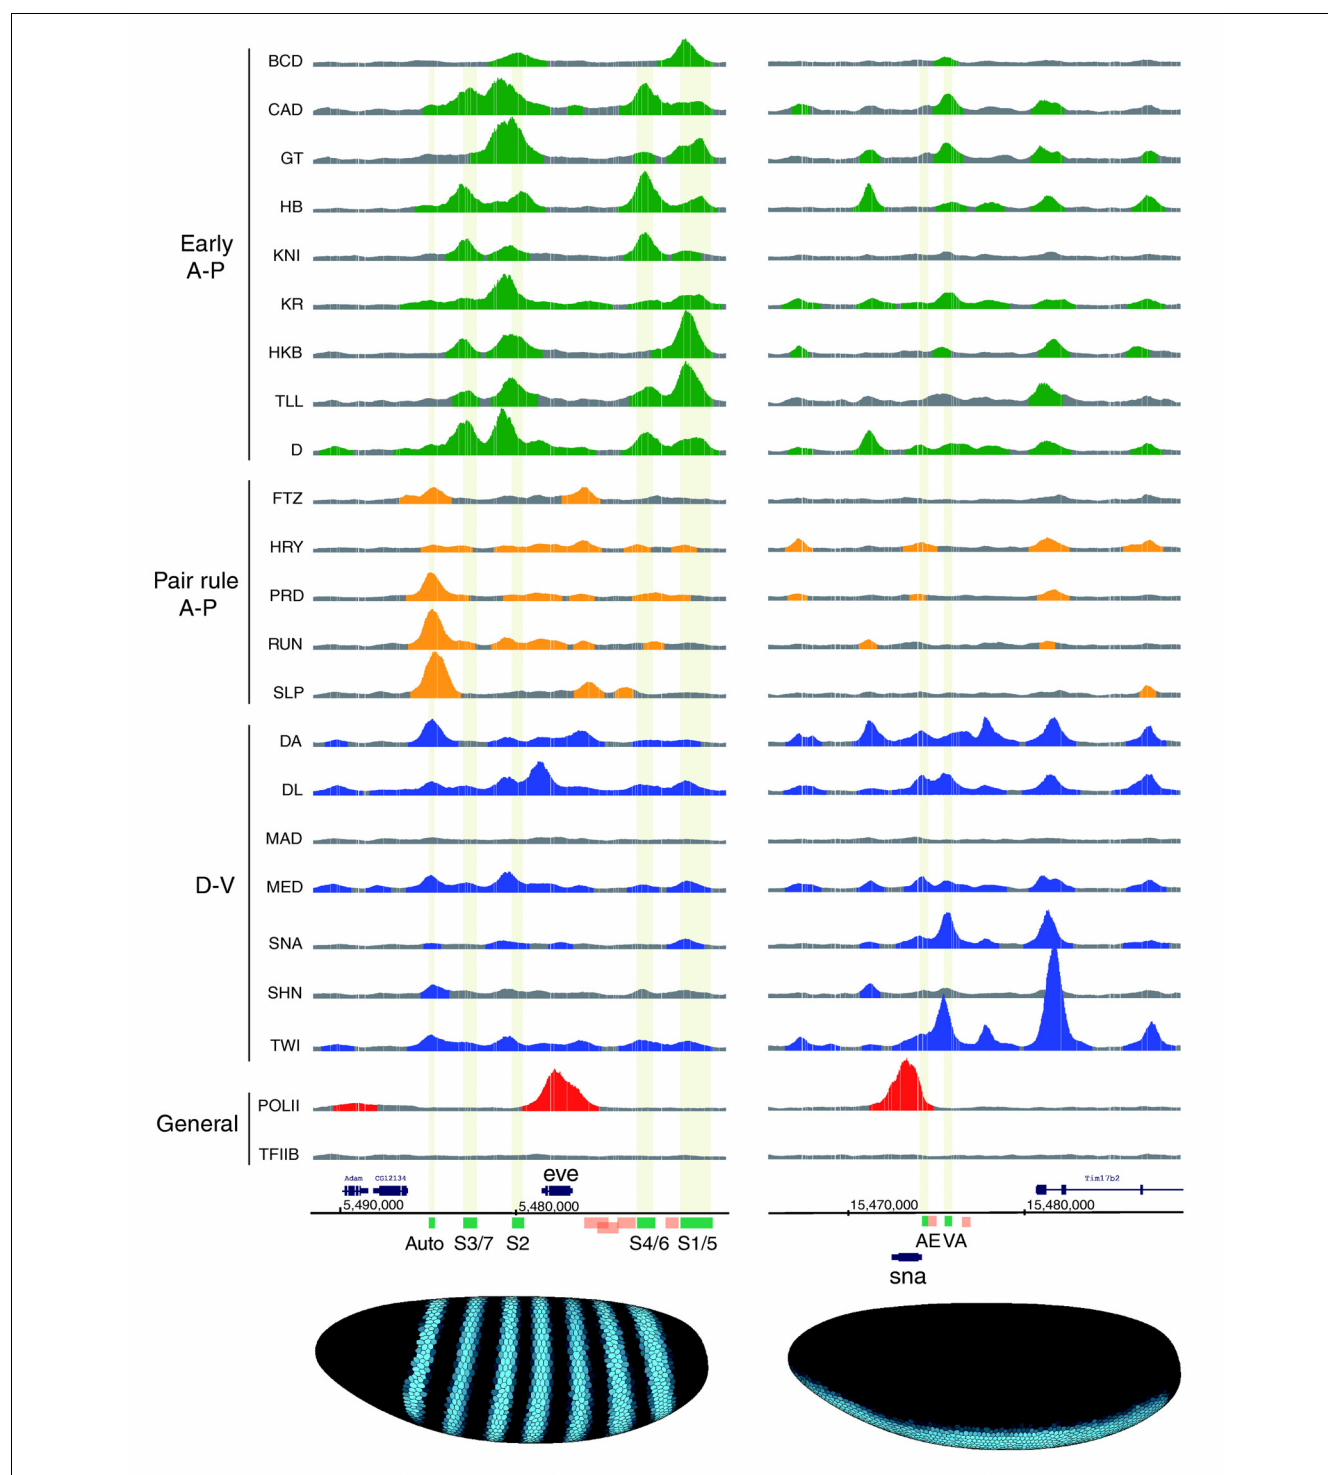 BCD
CAD
GT
HB
Early
A-P
KNI
KR
HKB
TLL
D
FTZ
HRY
Pair rule
A-P
PRD
RUN
SLP
DA
DL
MAD
D-V
MED
SNA
SHN
TWI
General
POLII
TFIIB
Adam CG12134 eve Tim17b2
5,490,000 5,480,000 15,470,000 15,480,000
Auto S3/7 S2 S4/6 S1/5 AE VA
sna